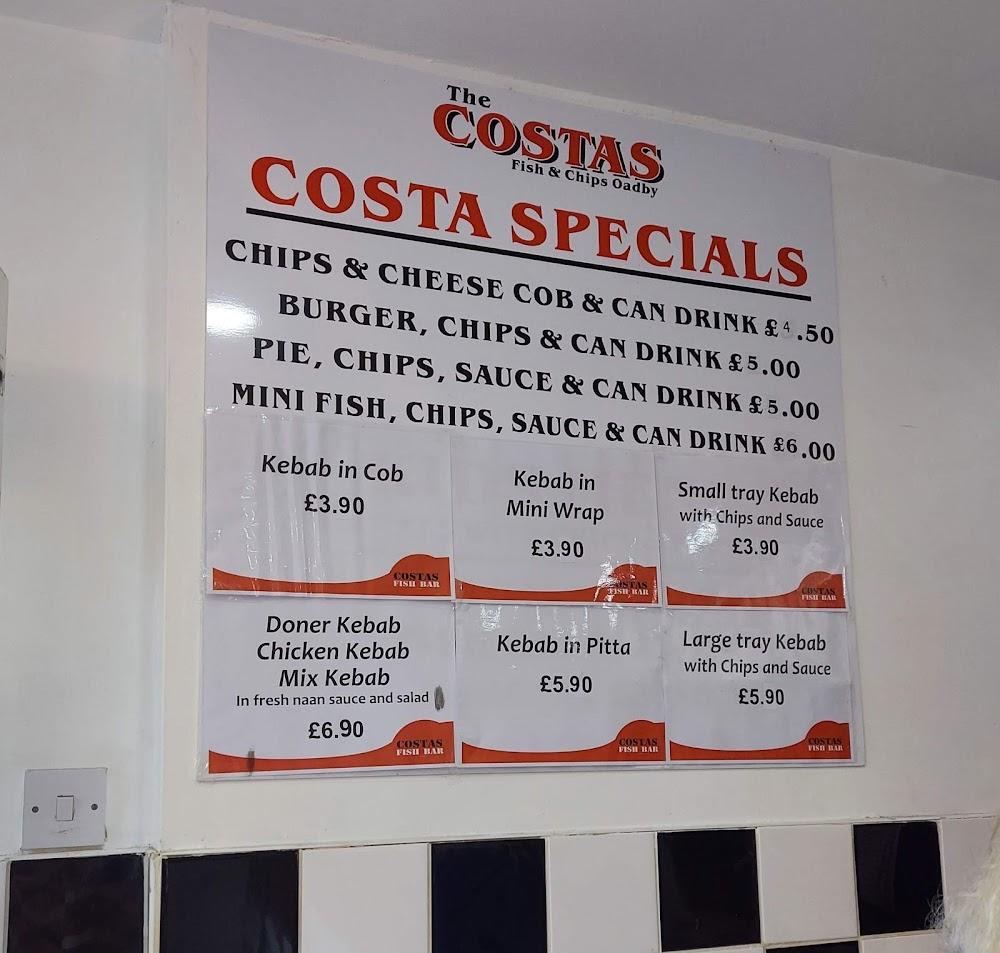 The
COSTAS
Fish & Chips Oadby
COSTA SPECIALS
CHIPS & CHEESE COB & CAN DRINK £4.50
BURGER, CHIPS & CAN DRINK £5.00
PIE, CHIPS, SAUCE & CAN DRINK £5.00
MINI FISH, CHIPS, SAUCE & CAN DRINK £6.00
Kebab in Cob
£3.90
COSTAS
FISH BAR
Kebab in
Mini Wrap
£3.90
COSTAS
FISH BAR
Small tray Kebab
with Chips and Sauce
£3.90
COSTAS
FISH BAR
Doner Kebab
Chicken Kebab
Mix Kebab
In fresh naan sauce and salad
£6.90
COSTAS
FISH BAR
Kebab in Pitta
£5.90
COSTAS
FISH BAR
Large tray Kebab
with Chips and Sauce
£5.90
COSTAS
FISH BAR